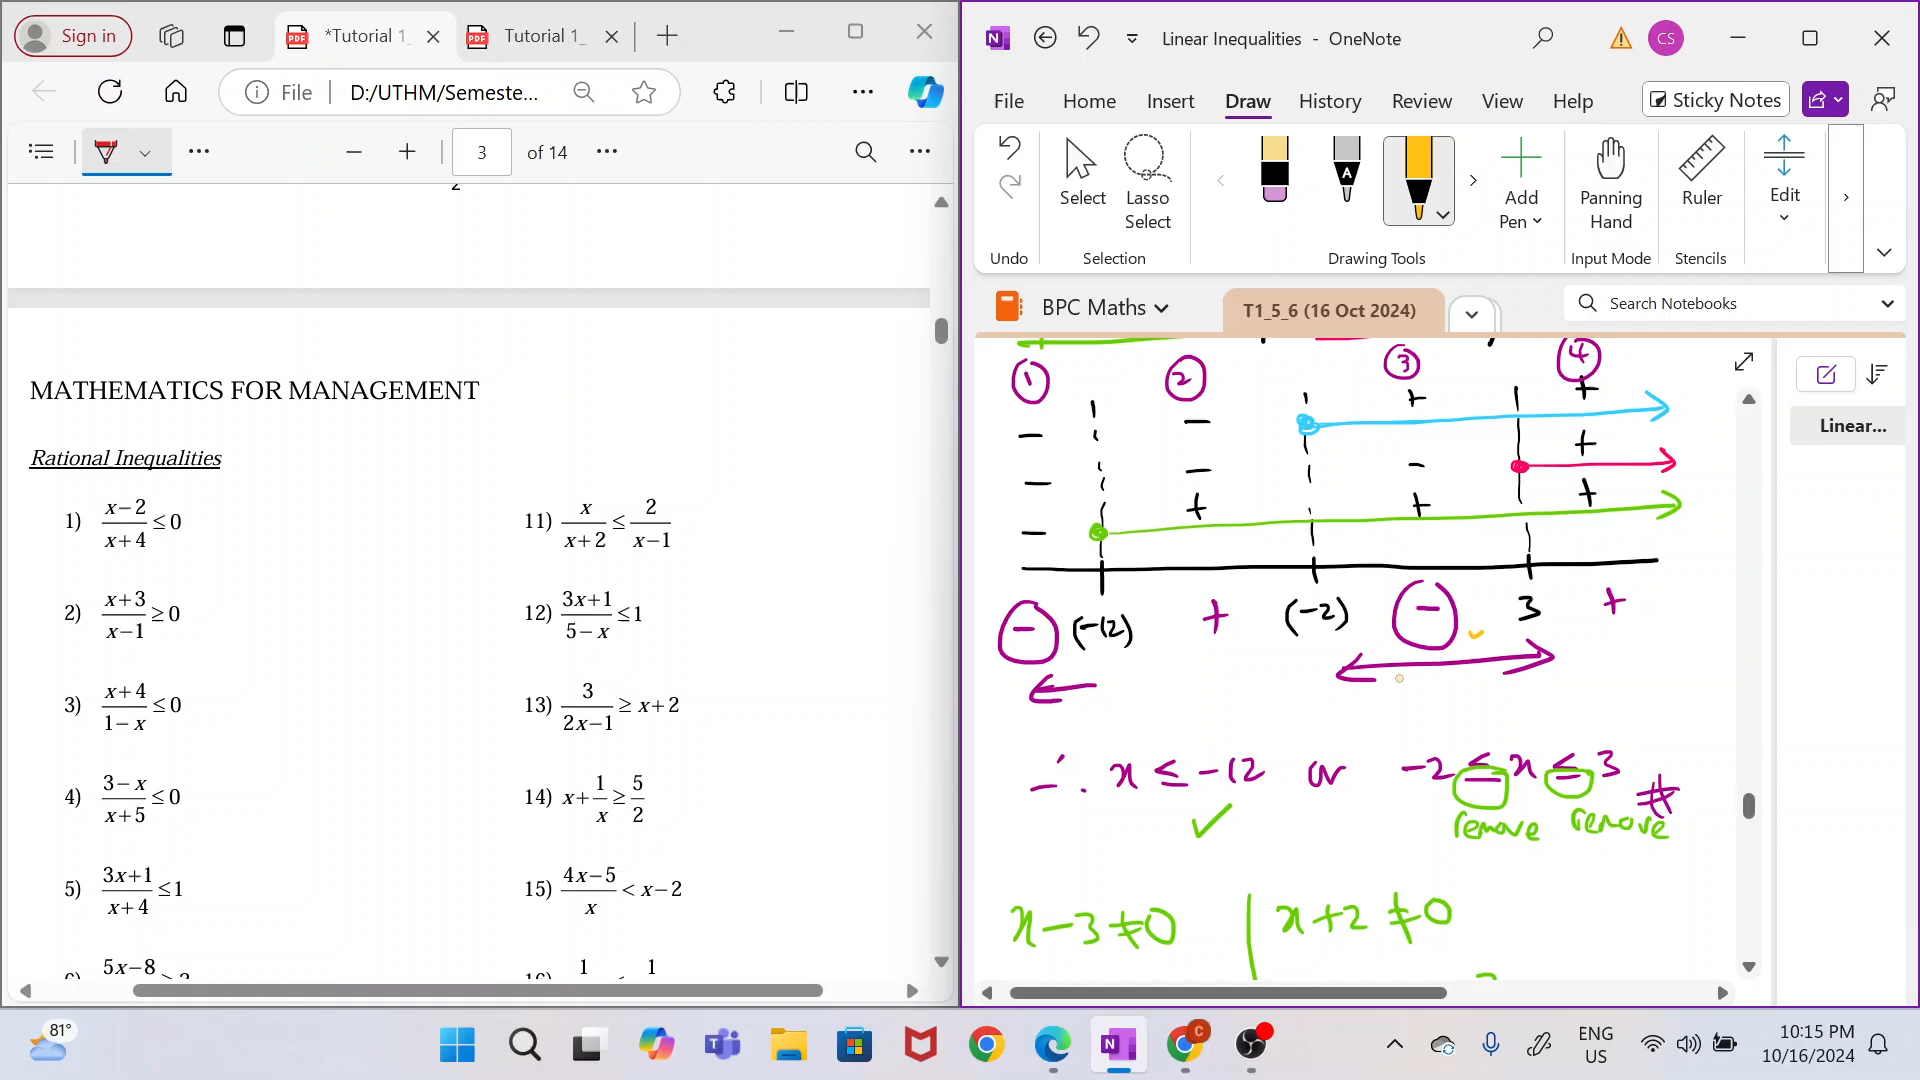 Sign in
*Tutorial 1_
Tutorial 1_
File
D:/UTHM/Semeste...
3 of 14
2
MATHEMATICS FOR MANAGEMENT
Rational Inequalities
1) x−2/x+4 ≤ 0
2) x+3/x−1 ≥ 0
3) x+4/1−x ≤ 0
4) 3−x/x+5 ≤ 0
5) 3x+1/x+4 ≤ 1
5x−8
11) x/x+2 ≤ 2/x−1
12) 3x+1/5−x ≤ 1
13) 3/2x−1 ≥ x+2
14) x+1/x ≥ 5/2
15) 4x−5/x < x−2
1 1
Linear Inequalities - OneNote
CS
File Home Insert Draw History Review View Help
Sticky Notes
A
Select
Lasso Select
Add Pen
Panning Hand
Ruler
Edit
Undo
Selection
Drawing Tools
Input Mode
Stencils
BPC Maths
T1_5_6 (16 Oct 2024)
Search Notebooks
Linear...
① ② ③ ④
− + +
− − − +
− + + +
−
− (-12) + (-2) − 3 +
∴ x ≤ -12 or -2 ≤ x ≤ 3 #
remove remove
x-3≠0 | x+2≠0
81°
ENG
US
10:15 PM
10/16/2024